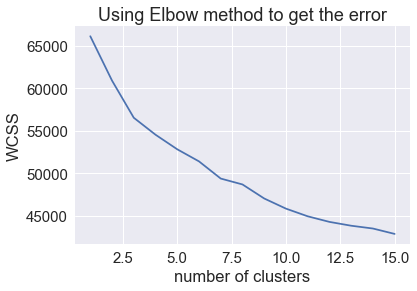 Using Elbow method to get the error
65000
60000
55000
50000
45000
WCSS
2.5 5.0 7.5 10.0 12.5 15.0
number of clusters